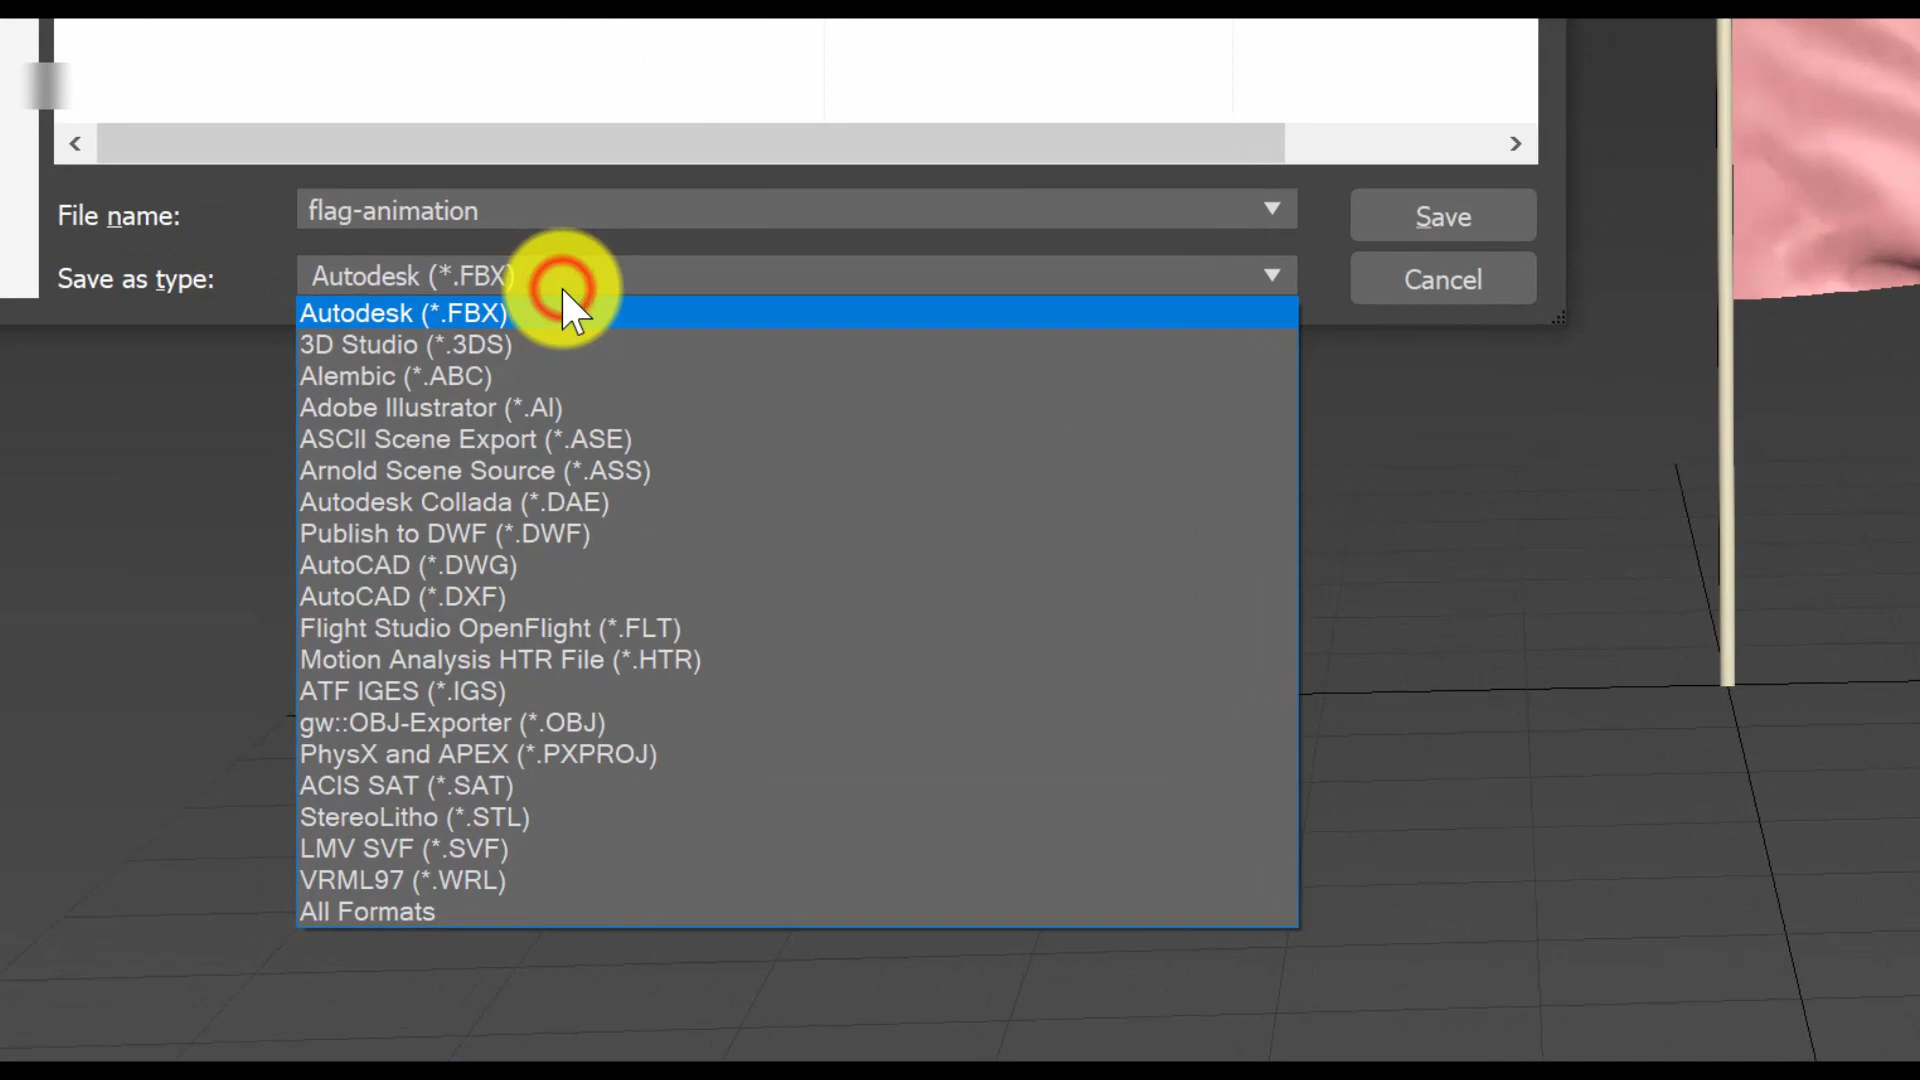 File name:
flag-animation
Save
Save as type:
Autodesk (*.FBX)
Cancel
Autodesk (*.FBX)
3D Studio (*.3DS)
Alembic (*.ABC)
Adobe Illustrator (*.AI)
ASCII Scene Export (*.ASE)
Arnold Scene Source (*.ASS)
Autodesk Collada (*.DAE)
Publish to DWF (*.DWF)
AutoCAD (*.DWG)
AutoCAD (*.DXF)
Flight Studio OpenFlight (*.FLT)
Motion Analysis HTR File (*.HTR)
ATF IGES (*.IGS)
gw::OBJ-Exporter (*.OBJ)
PhysX and APEX (*.PXPROJ)
ACIS SAT (*.SAT)
StereoLitho (*.STL)
LMV SVF (*.SVF)
VRML97 (*.WRL)
All Formats